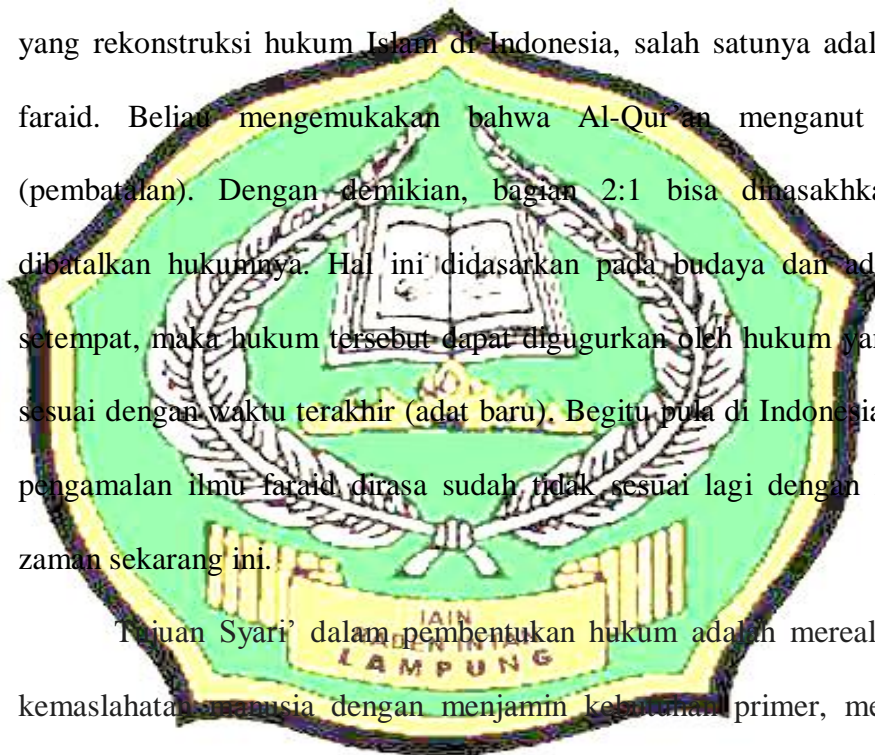 yang rekonstruksi hukum Islam di Indonesia, salah satunya adal
faraid. Beliau mengemukakan bahwa Al-Qur'an menganut
(pembatalan). Dengan demikian, bagian 2:1 bisa dinasakhka
dibatalkan hukumnya. Hal ini didasarkan pada budaya dan ad
setempat, maka hukum tersebut dapat digugurkan oleh hukum yan
sesuai dengan waktu terakhir (adat baru). Begitu pula di Indonesia
pengamalan ilmu faraid dirasa sudah tidak sesuai lagi dengan
zaman sekarang ini.
IAIN
RADEN INTAN
LAMPUNG
Tujuan Syari' dalam pembentukan hukum adalah mereal
kemaslahatan manusia dengan menjamin kebutuhan primer, me